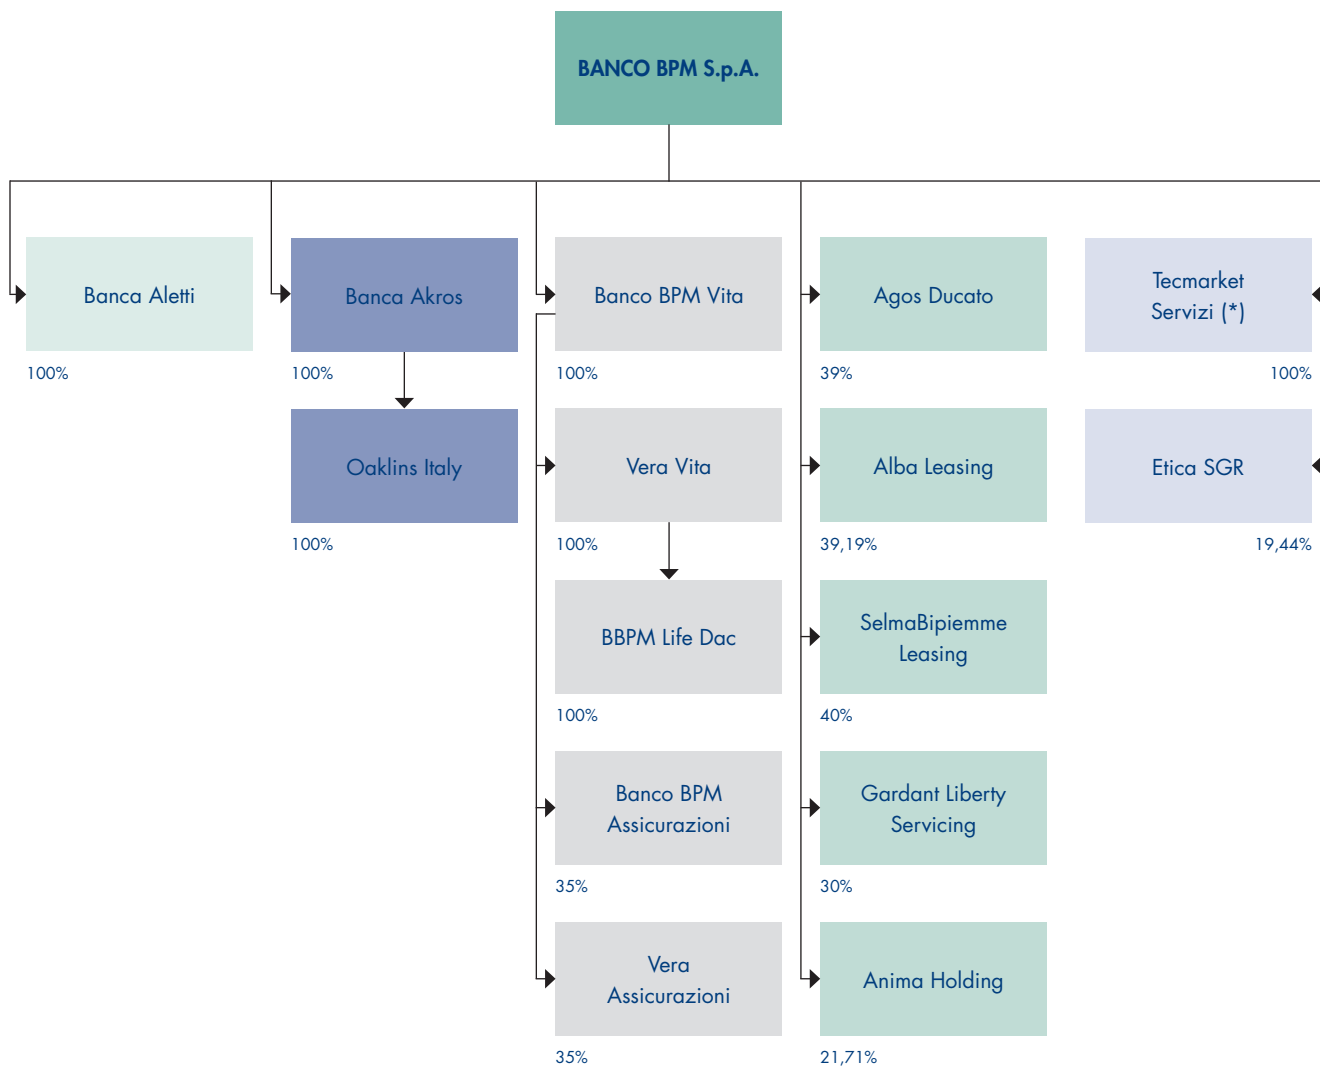 BANCO BPM S.p.A.
Banca Aletti
100%
Banca Akros
100%
Oaklins Italy
100%
Banco BPM Vita
100%
Vera Vita
100%
BBPM Life Dac
100%
Banco BPM
Assicurazioni
35%
Vera
Assicurazioni
35%
Agos Ducato
39%
Alba Leasing
39,19%
SelmaBipiemme
Leasing
40%
Gardant Liberty
Servicing
30%
Anima Holding
21,71%
Tecmarket
Servizi (*)
100%
Etica SGR
19,44%